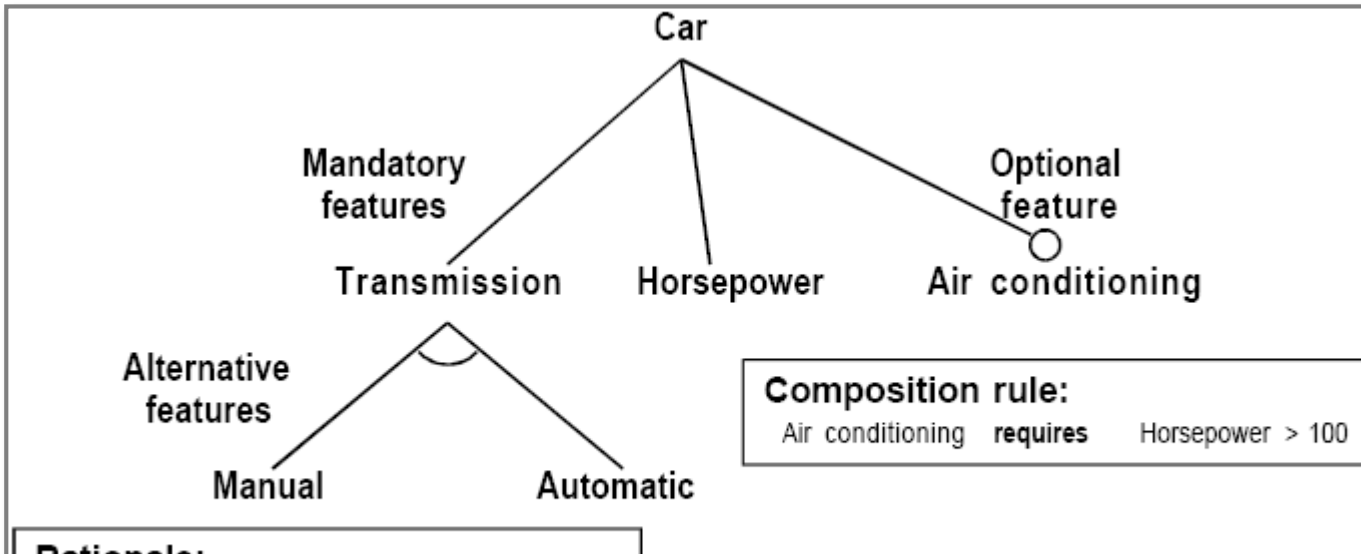 Car
Mandatory
features
Optional
feature
Transmission
Horsepower
Air conditioning
Alternative
features
Composition rule:
Air conditioning requires Horsepower > 100
Manual
Automatic
Rationale: